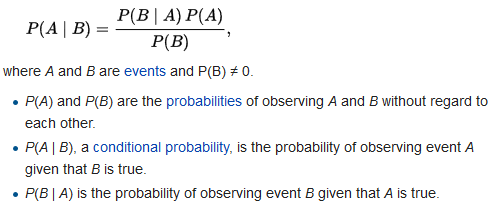 P(A | B) = P(B | A) P(A) / P(B),
where A and B are events and P(B) ≠ 0.
• P(A) and P(B) are the probabilities of observing A and B without regard to
each other.
• P(A | B), a conditional probability, is the probability of observing event A
given that B is true.
• P(B | A) is the probability of observing event B given that A is true.